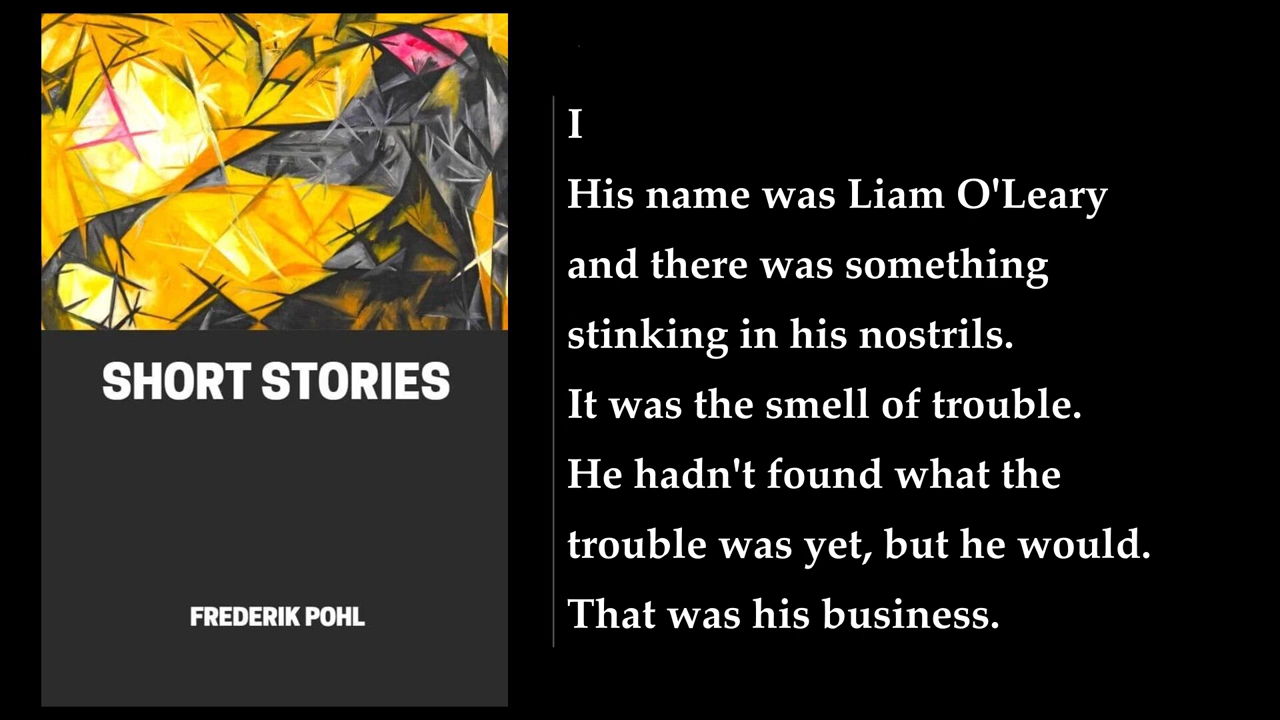 SHORT STORIES
FREDERIK POHL
I
His name was Liam O'Leary
and there was something
stinking in his nostrils.
It was the smell of trouble.
He hadn't found what the
trouble was yet, but he would.
That was his business.